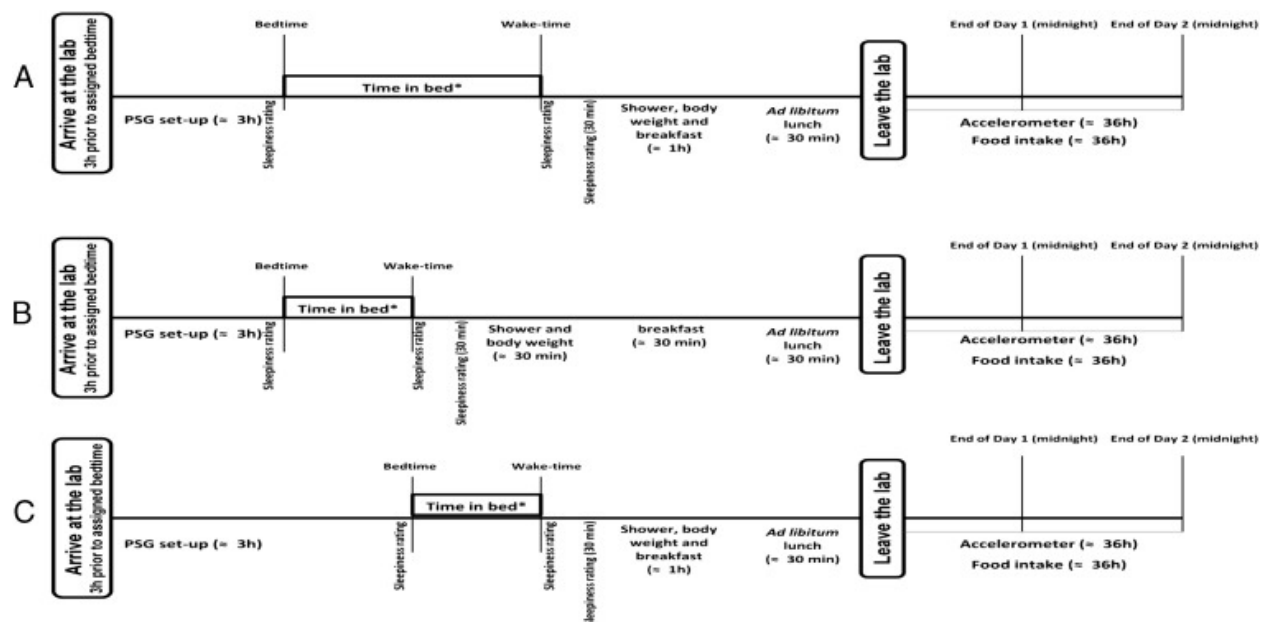 A
Arrive at the lab
3h prior to assigned bedtime
Bedtime
Wake-time
End of Day 1 (midnight)
End of Day 2 (midnight)
Time in bed*
PSG set-up (≈ 3h)
Sleepiness rating
Sleepiness rating
Sleepiness rating (30 min)
Shower, body
weight and
breakfast
(≈ 1h)
Ad libitum
lunch
(≈ 30 min)
Leave the lab
Accelerometer (≈ 36h)
Food intake (≈ 36h)
B
Arrive at the lab
3h prior to assigned bedtime
Bedtime
Wake-time
End of Day 1 (midnight)
End of Day 2 (midnight)
Time in bed*
PSG set-up (≈ 3h)
Sleepiness rating
Sleepiness rating
Sleepiness rating (30 min)
Shower and
body weight
(≈ 30 min)
breakfast
(≈ 30 min)
Ad libitum
lunch
(≈ 30 min)
Leave the lab
Accelerometer (≈ 36h)
Food intake (≈ 36h)
C
Arrive at the lab
3h prior to assigned bedtime
Bedtime
Wake-time
End of Day 1 (midnight)
End of Day 2 (midnight)
Time in bed*
PSG set-up (≈ 3h)
Sleepiness rating
Sleepiness rating
Sleepiness rating (30 min)
Shower, body
weight and
breakfast
(≈ 1h)
Ad libitum
lunch
(≈ 30 min)
Leave the lab
Accelerometer (≈ 36h)
Food intake (≈ 36h)